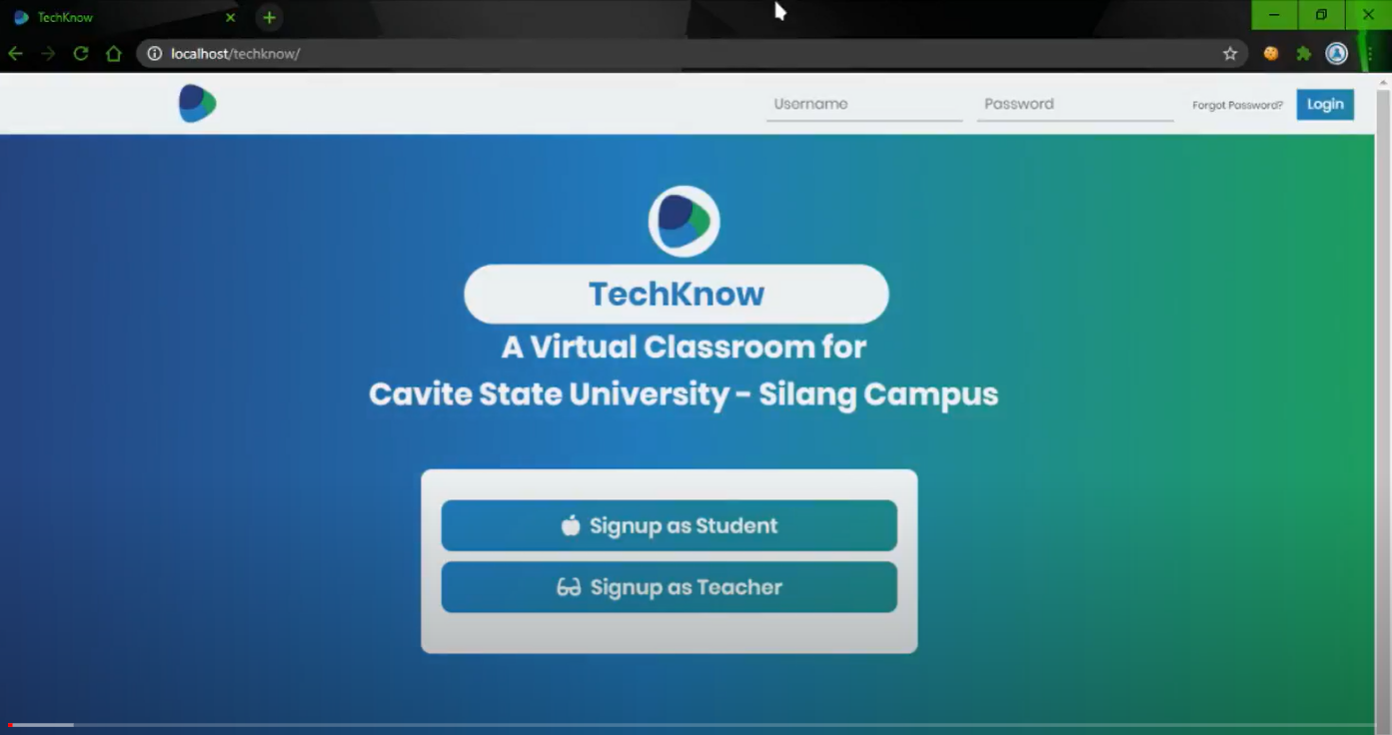 TechKnow
localhost/techknow/
Username
Password
Forgot Password?
Login
TechKnow
A Virtual Classroom for
Cavite State University - Silang Campus
Signup as Student
Signup as Teacher